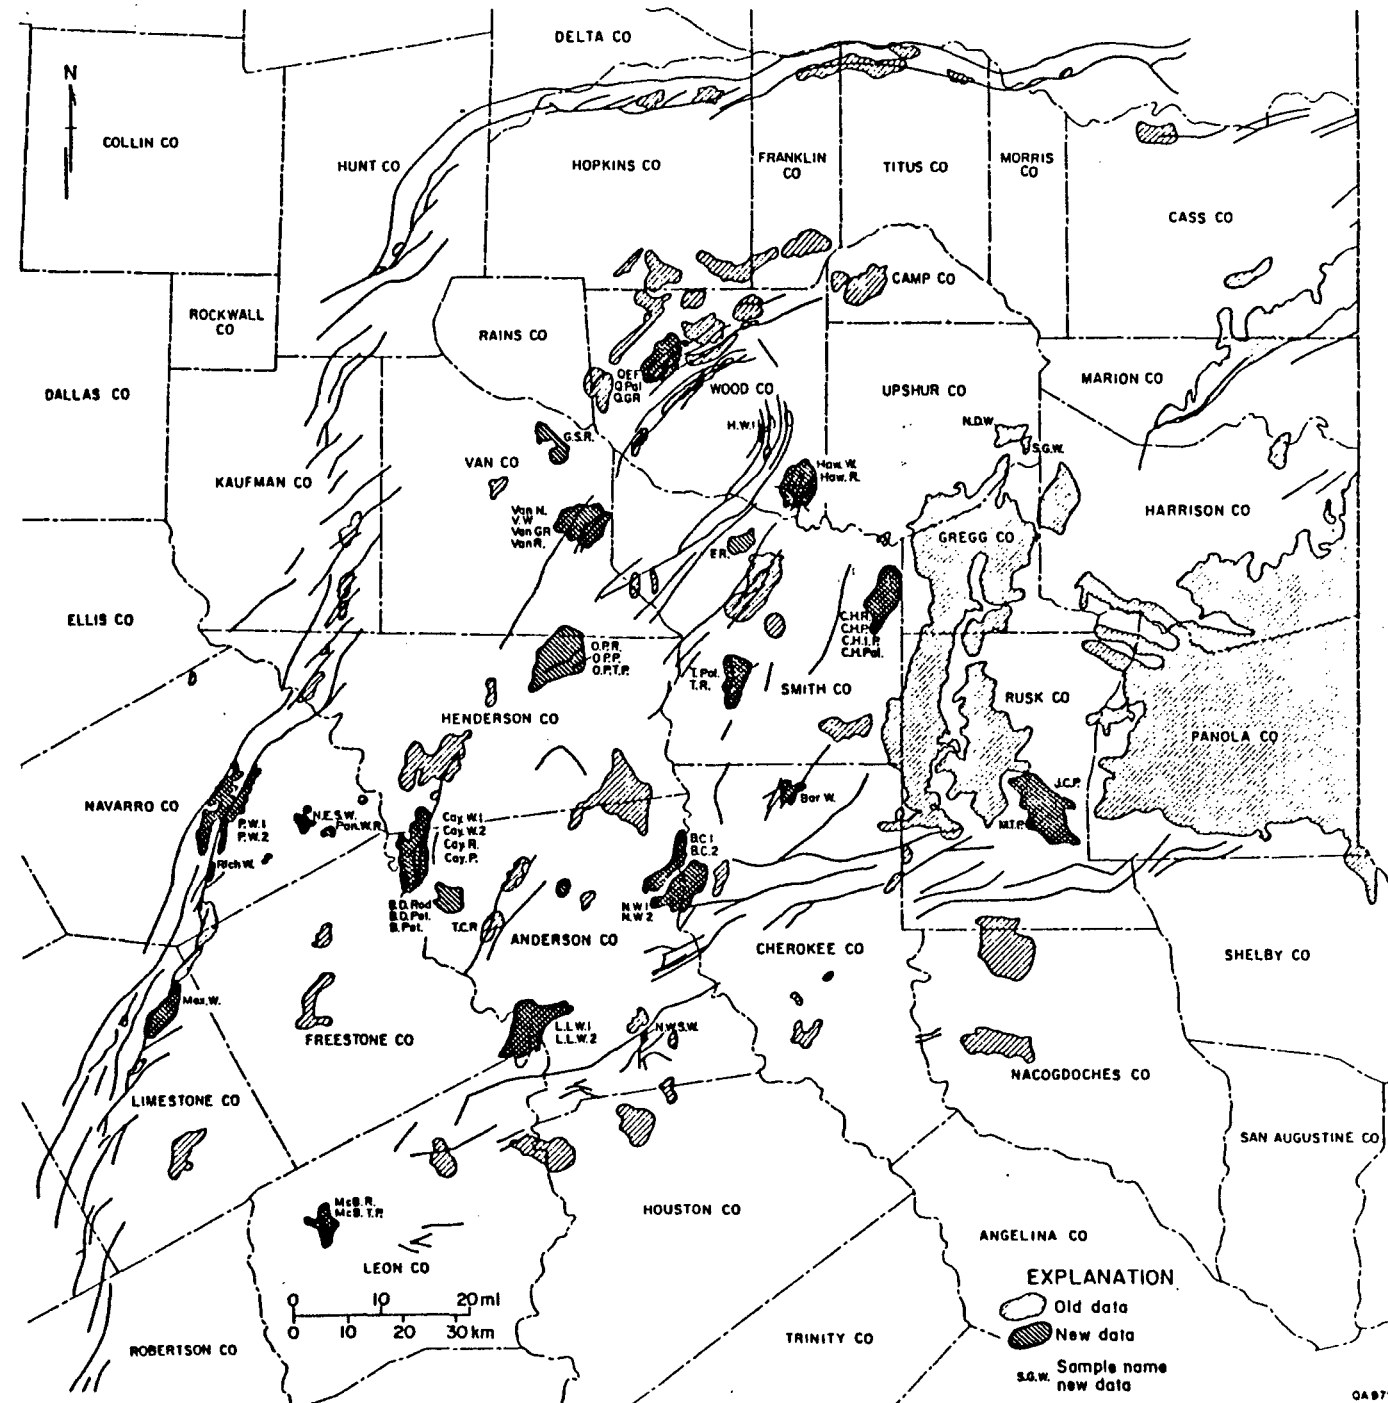 DELTA CO
N
COLLIN CO
HUNT CO
HOPKINS CO
FRANKLIN
CO
TITUS CO
MORRIS
CO
CASS CO
CAMP CO
ROCKWALL
CO
RAINS CO
DALLAS CO
WOOD CO
UPSHUR CO
MARION CO
Q.GR
H.W.1
N.D.W.
S.G.W.
G.S.R.
VAN CO
KAUFMAN CO
Haw. W.
Haw. R.
HARRISON CO
Van N.
V.W
Van GR
Van R.
GREGG CO
F.R.
ELLIS CO
C.H.R.
C.H.P.
C.H.I.P.
C.H.Pal.
O.P.R.
O.P.P.
O.P.T.P.
T. Pal.
T.R.
SMITH CO
RUSK CO
HENDERSON CO
PANOLA CO
NAVARRO CO
P.W.1
P.W.2
N.E.S.W.
Pan.W.R.
Cay. W.1
Cay. W.2
Cay. R.
Cay. P.
Bar W.
J.C.P.
M.T.P.
Rich W.
B.C.1
B.C.2
B.D. Rod
B.D. Pet.
B. Pet.
T.C.R
N.W.1
N.W.2
ANDERSON CO
CHEROKEE CO
SHELBY CO
Mex. W.
FREESTONE CO
L.L.W.1
L.L.W.2
N.W.S.W.
NACOGDOCHES CO
LIMESTONE CO
SAN AUGUSTINE CO
McB. R.
McB. T.P.
HOUSTON CO
ANGELINA CO
LEON CO
0 10 20 mi
0 10 20 30 km
ROBERTSON CO
TRINITY CO
EXPLANATION
Old data
New data
S.G.W. Sample name
new data